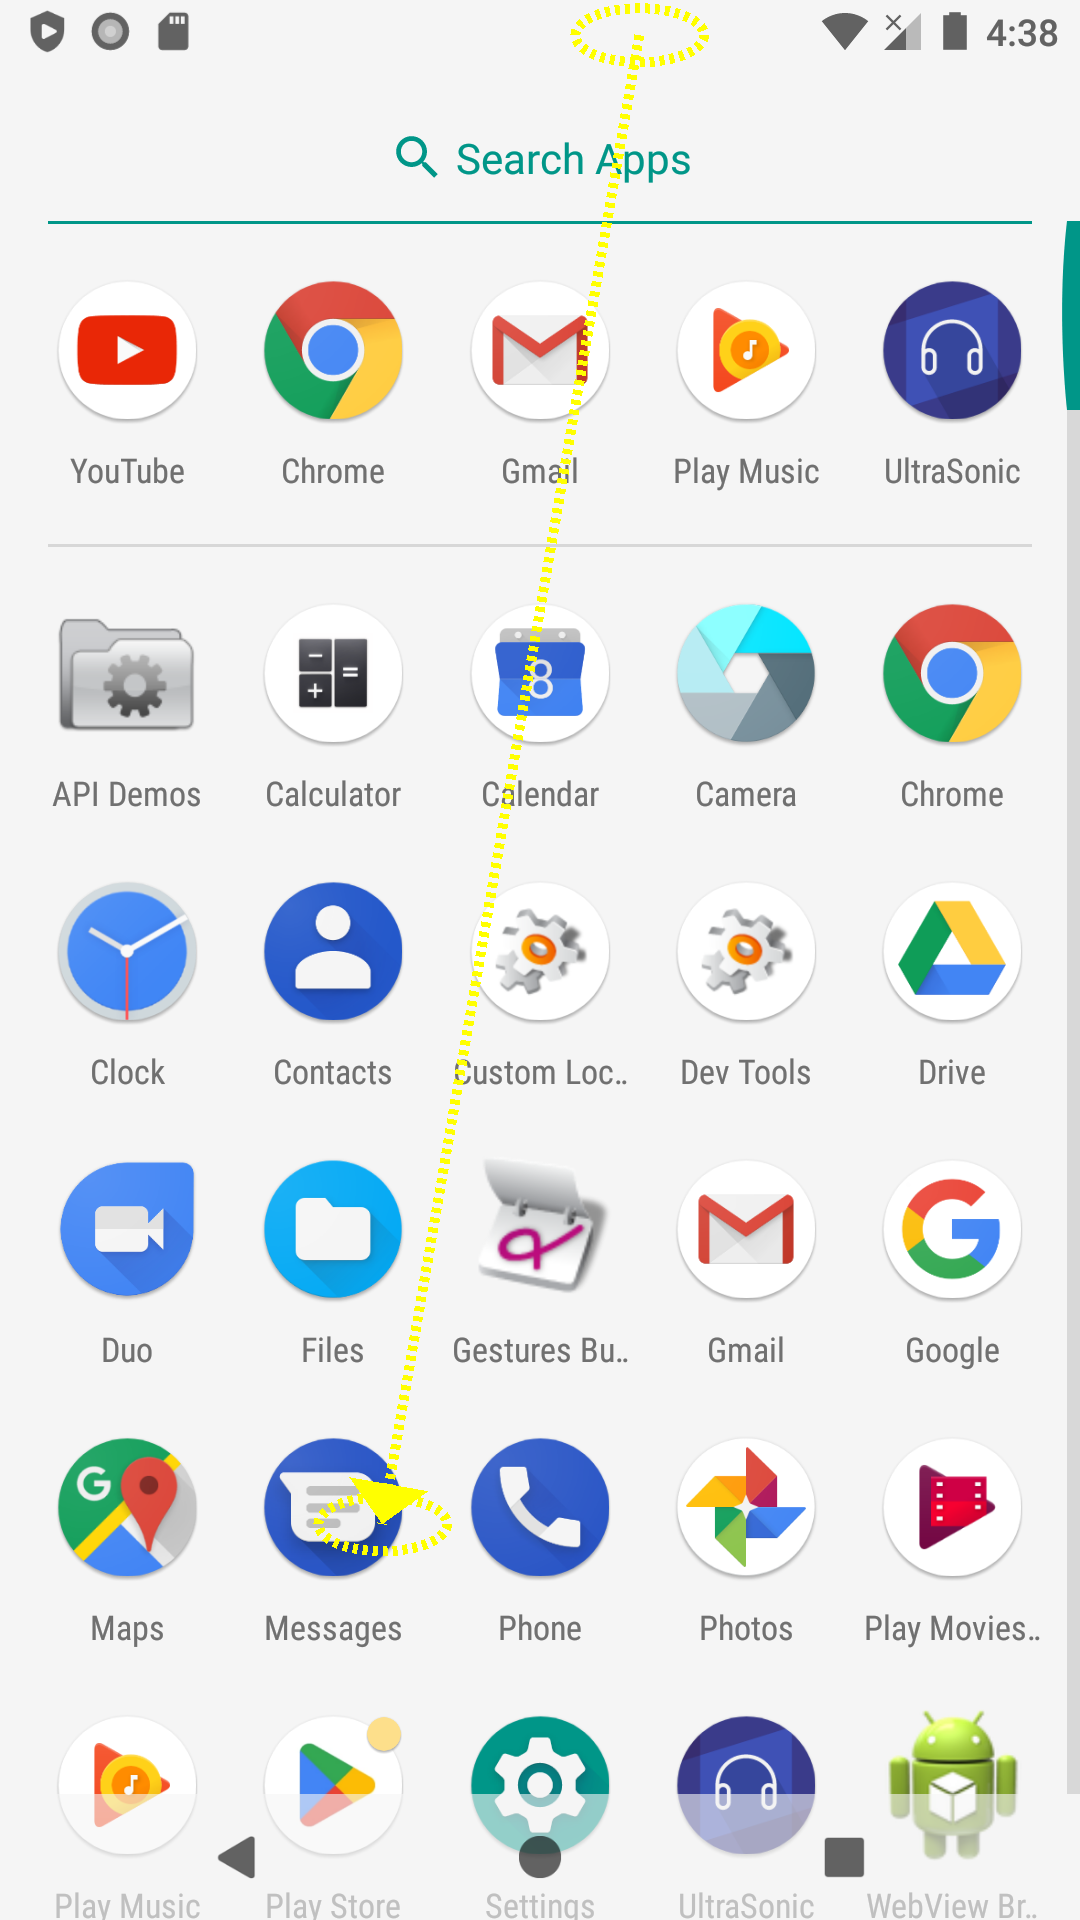 4:38
Search Apps
YouTube Chrome Gmail Play Music UltraSonic
8
API Demos Calculator Calendar Camera Chrome
Clock Contacts Custom Loc… Dev Tools Drive
Duo Files Gestures Bu… Gmail Google
Maps Messages Phone Photos Play Movies…
Play Music Play Store Settings UltraSonic WebView Br…